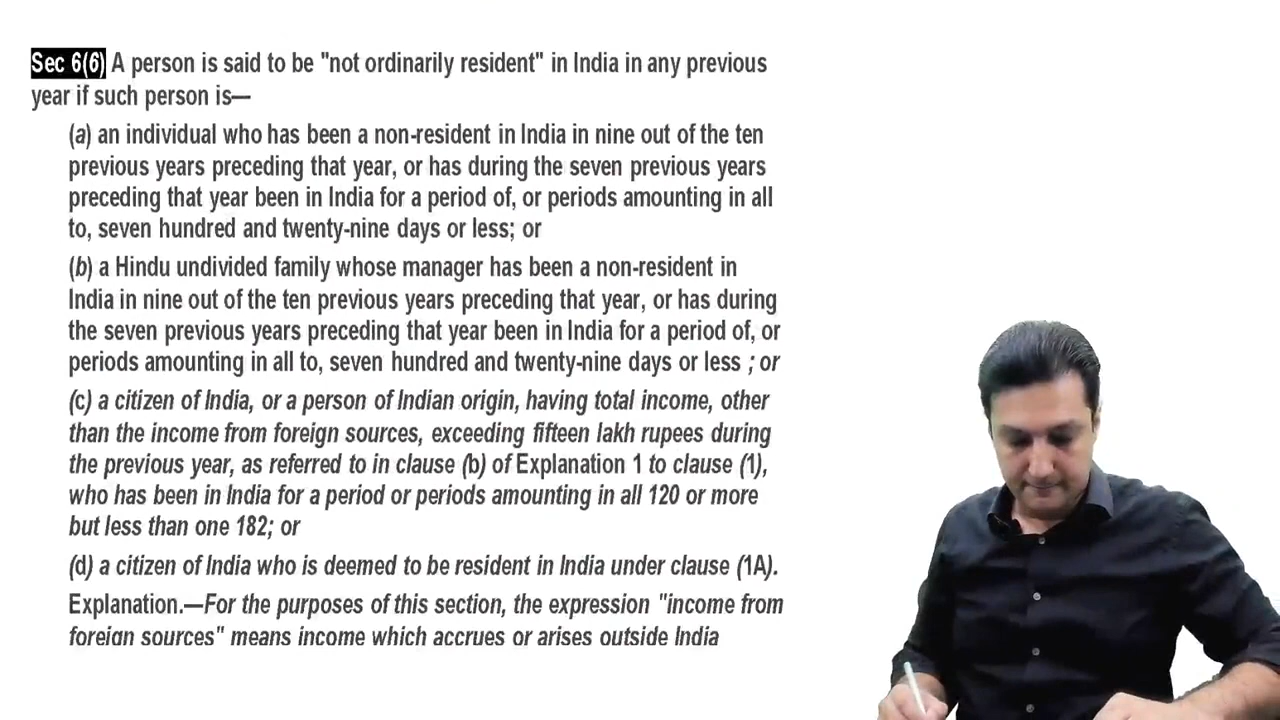 Sec 6(6) A person is said to be "not ordinarily resident" in India in any previous
year if such person is—
(a) an individual who has been a non-resident in India in nine out of the ten
previous years preceding that year, or has during the seven previous years
preceding that year been in India for a period of, or periods amounting in all
to, seven hundred and twenty-nine days or less; or
(b) a Hindu undivided family whose manager has been a non-resident in
India in nine out of the ten previous years preceding that year, or has during
the seven previous years preceding that year been in India for a period of, or
periods amounting in all to, seven hundred and twenty-nine days or less ; or
(c) a citizen of India, or a person of Indian origin, having total income, other
than the income from foreign sources, exceeding fifteen lakh rupees during
the previous year, as referred to in clause (b) of Explanation 1 to clause (1),
who has been in India for a period or periods amounting in all 120 or more
but less than one 182; or
(d) a citizen of India who is deemed to be resident in India under clause (1A).
Explanation.—For the purposes of this section, the expression "income from
foreign sources" means income which accrues or arises outside India